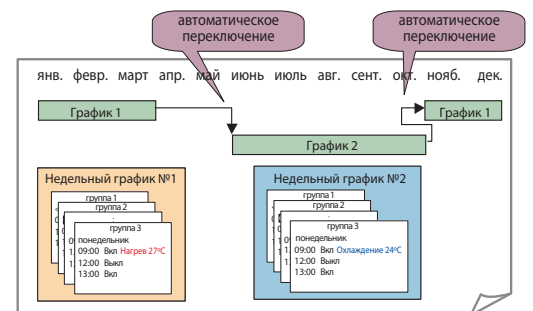 автоматическое
переключение
автоматическое
переключение
янв. февр. март апр. май июнь июль авг. сент. окт. нояб. дек.
График 1
График 1
График 2
Недельный график №1
группа 1
группа 2
группа 3
понедельник
09:00 Вкл Нагрев 27ºC
12:00 Выкл
13:00 Вкл
Недельный график №2
группа 1
группа 2
группа 3
понедельник
09:00 Вкл Охлаждение 24ºC
12:00 Выкл
13:00 Вкл